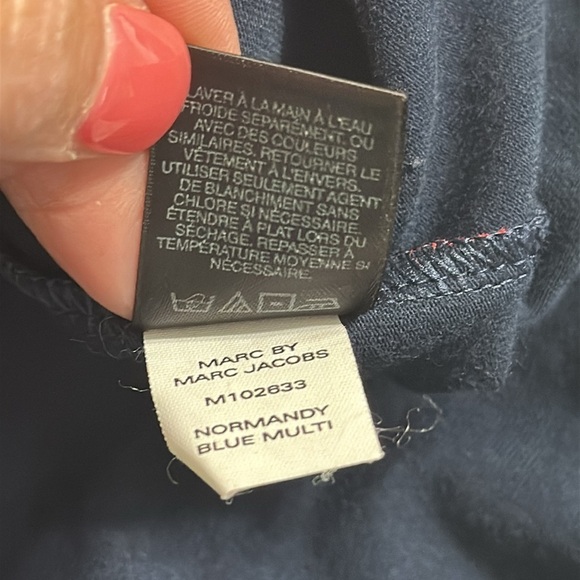 LAVER À LA MAIN À L'EAU
FROIDE SÉPARÉMENT, OU
AVEC DES COULEURS
SIMILAIRES. RETOURNER LE
VÊTEMENT À L'ENVERS.
UTILISER SEULEMENT AGENT
DE BLANCHIMENT SANS
CHLORE SI NÉCESSAIRE.
ÉTENDRE À PLAT LORS DU
SÉCHAGE. REPASSER À
TEMPÉRATURE MOYENNE SI
NÉCESSAIRE.
MARC BY
MARC JACOBS
M102633
NORMANDY
BLUE MULTI